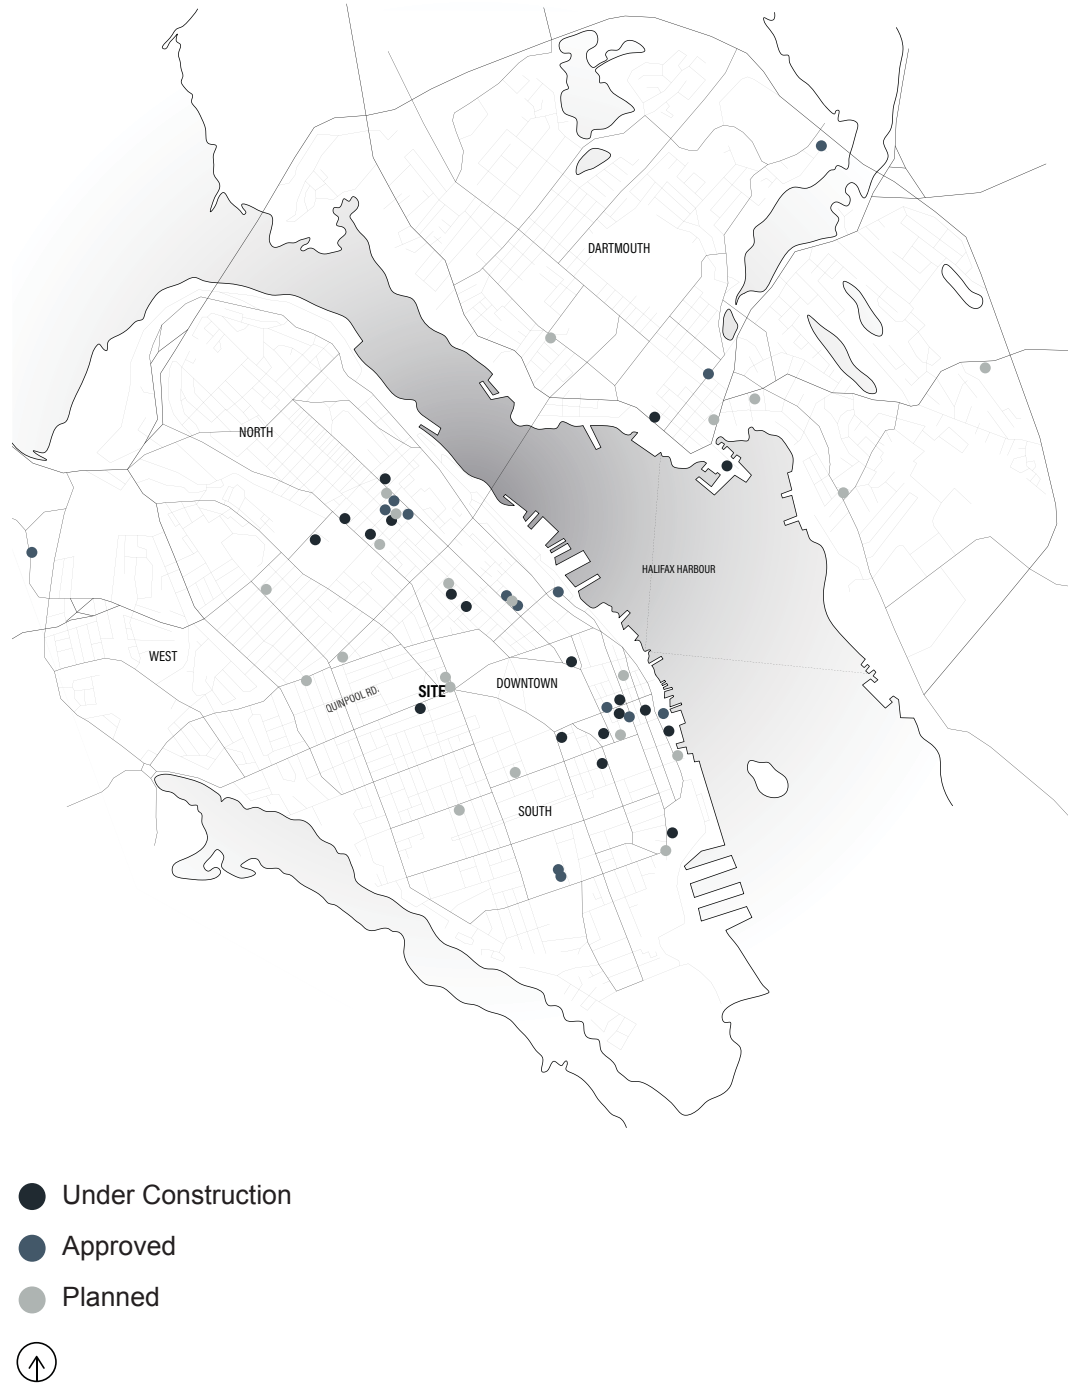 DARTMOUTH
NORTH
HALIFAX HARBOUR
WEST
QUINPOOL RD.
SITE
DOWNTOWN
SOUTH
Under Construction
Approved
Planned